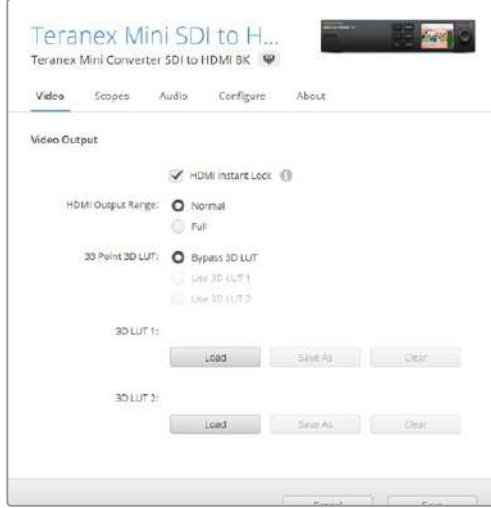 Teranex Mini SDI to H...
Teranex Mini Converter SDI to HDMI 8K
Video Scopes Audio Configure About
Video Output
HDMI Instant Lock
HDMI Output Range: Normal
Full
33 Point 3D LUT: Bypass 3D LUT
Use 3D LUT 1
Use 3D LUT 2
3D LUT 1:
Load Save As Clear
3D LUT 2:
Load Save As Clear
Cancel Save